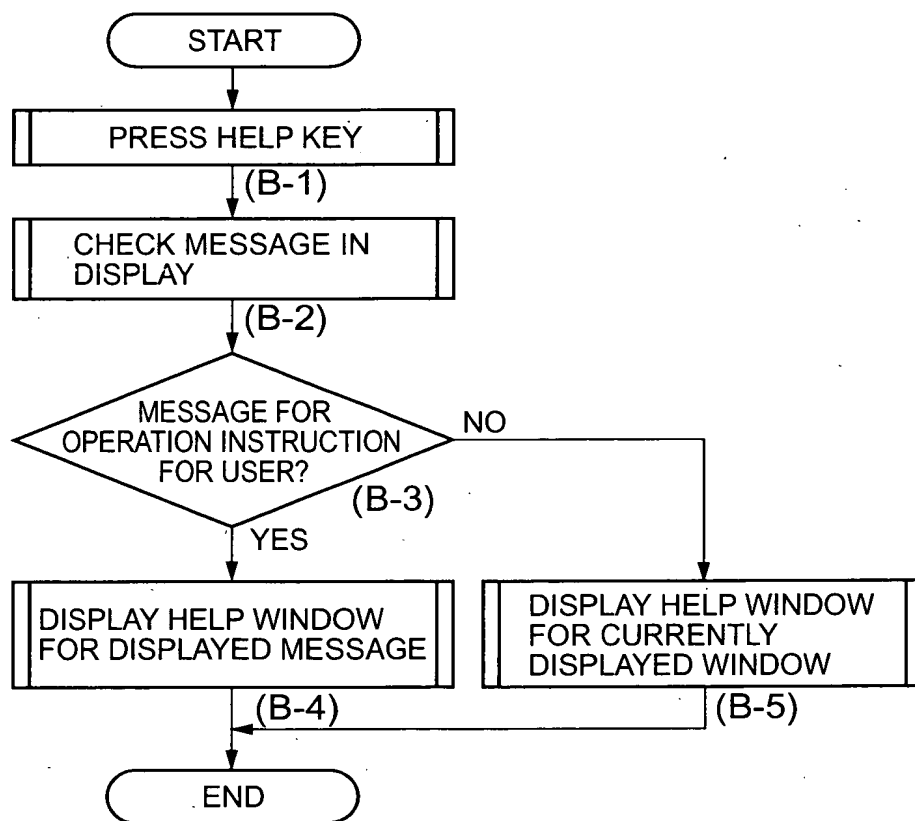 START
PRESS HELP KEY
(B-1)
CHECK MESSAGE IN
DISPLAY
(B-2)
MESSAGE FOR
OPERATION INSTRUCTION
FOR USER?
NO
(B-3)
YES
DISPLAY HELP WINDOW
FOR DISPLAYED MESSAGE
(B-4)
DISPLAY HELP WINDOW
FOR CURRENTLY
DISPLAYED WINDOW
(B-5)
END